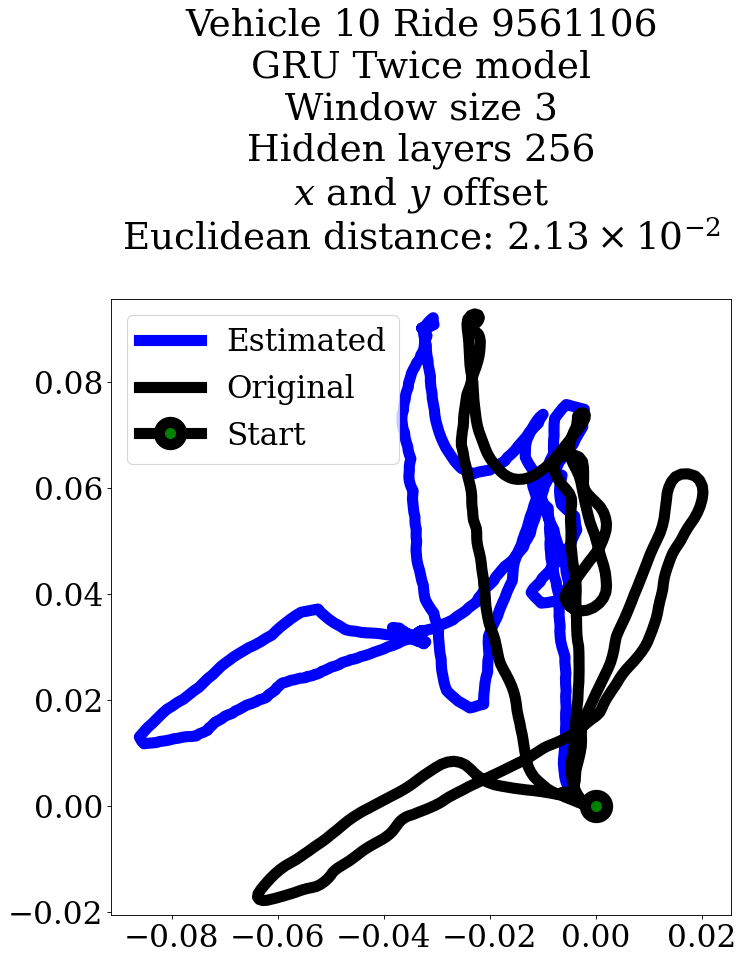 Vehicle 10 Ride 9561106
GRU Twice model
Window size 3
Hidden layers 256
x and y offset
Euclidean distance: 2.13 × 10⁻²
Estimated
Original
Start
0.08
0.06
0.04
0.02
0.00
−0.02
−0.08 −0.06 −0.04 −0.02 0.00 0.02